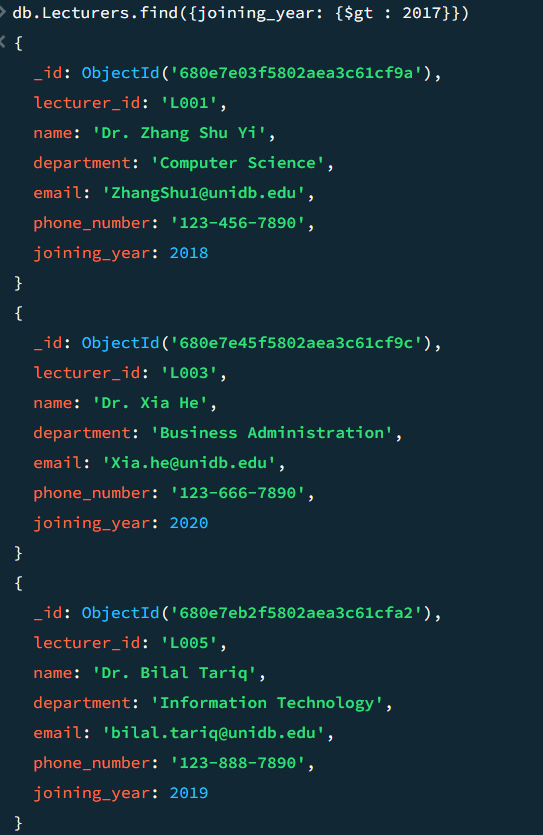 > db.Lecturers.find({joining_year: {$gt : 2017}})
< {
_id: ObjectId('680e7e03f5802aea3c61cf9a'),
lecturer_id: 'L001',
name: 'Dr. Zhang Shu Yi',
department: 'Computer Science',
email: 'ZhangShu1@unidb.edu',
phone_number: '123-456-7890',
joining_year: 2018
}
{
_id: ObjectId('680e7e45f5802aea3c61cf9c'),
lecturer_id: 'L003',
name: 'Dr. Xia He',
department: 'Business Administration',
email: 'Xia.he@unidb.edu',
phone_number: '123-666-7890',
joining_year: 2020
}
{
_id: ObjectId('680e7eb2f5802aea3c61cfa2'),
lecturer_id: 'L005',
name: 'Dr. Bilal Tariq',
department: 'Information Technology',
email: 'bilal.tariq@unidb.edu',
phone_number: '123-888-7890',
joining_year: 2019
}